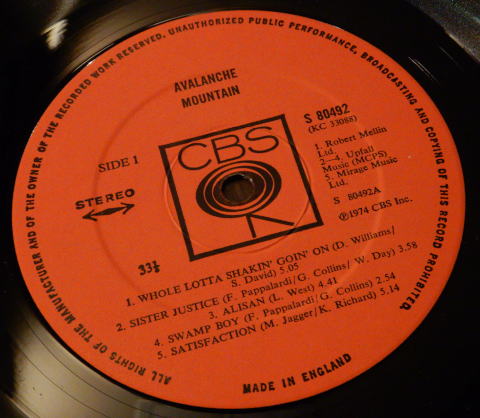 ALL RIGHTS OF THE MANUFACTURER AND OF THE OWNER OF THE RECORDED WORK RESERVED. UNAUTHORIZED PUBLIC PERFORMANCE, BROADCASTING AND COPYING OF THIS RECORD PROHIBITED.
AVALANCHE
MOUNTAIN
S 80492
(KC 33088)
SIDE 1
CBS
1. Robert Mellin
Ltd.
2—4. Upfall
Music (MCPS)
5. Mirage Music
Ltd.
STEREO
S 80492A
℗1974 CBS Inc.
33⅓
1. WHOLE LOTTA SHAKIN' GOIN' ON (D. Williams/
S. David) 5.05
2. SISTER JUSTICE (F. Pappalardi/G. Collins/W. Day) 3.58
3. ALISAN (L. West) 4.41
4. SWAMP BOY (F. Pappalardi/G. Collins) 2.54
5. SATISFACTION (M. Jagger/K. Richard) 5.14
MADE IN ENGLAND